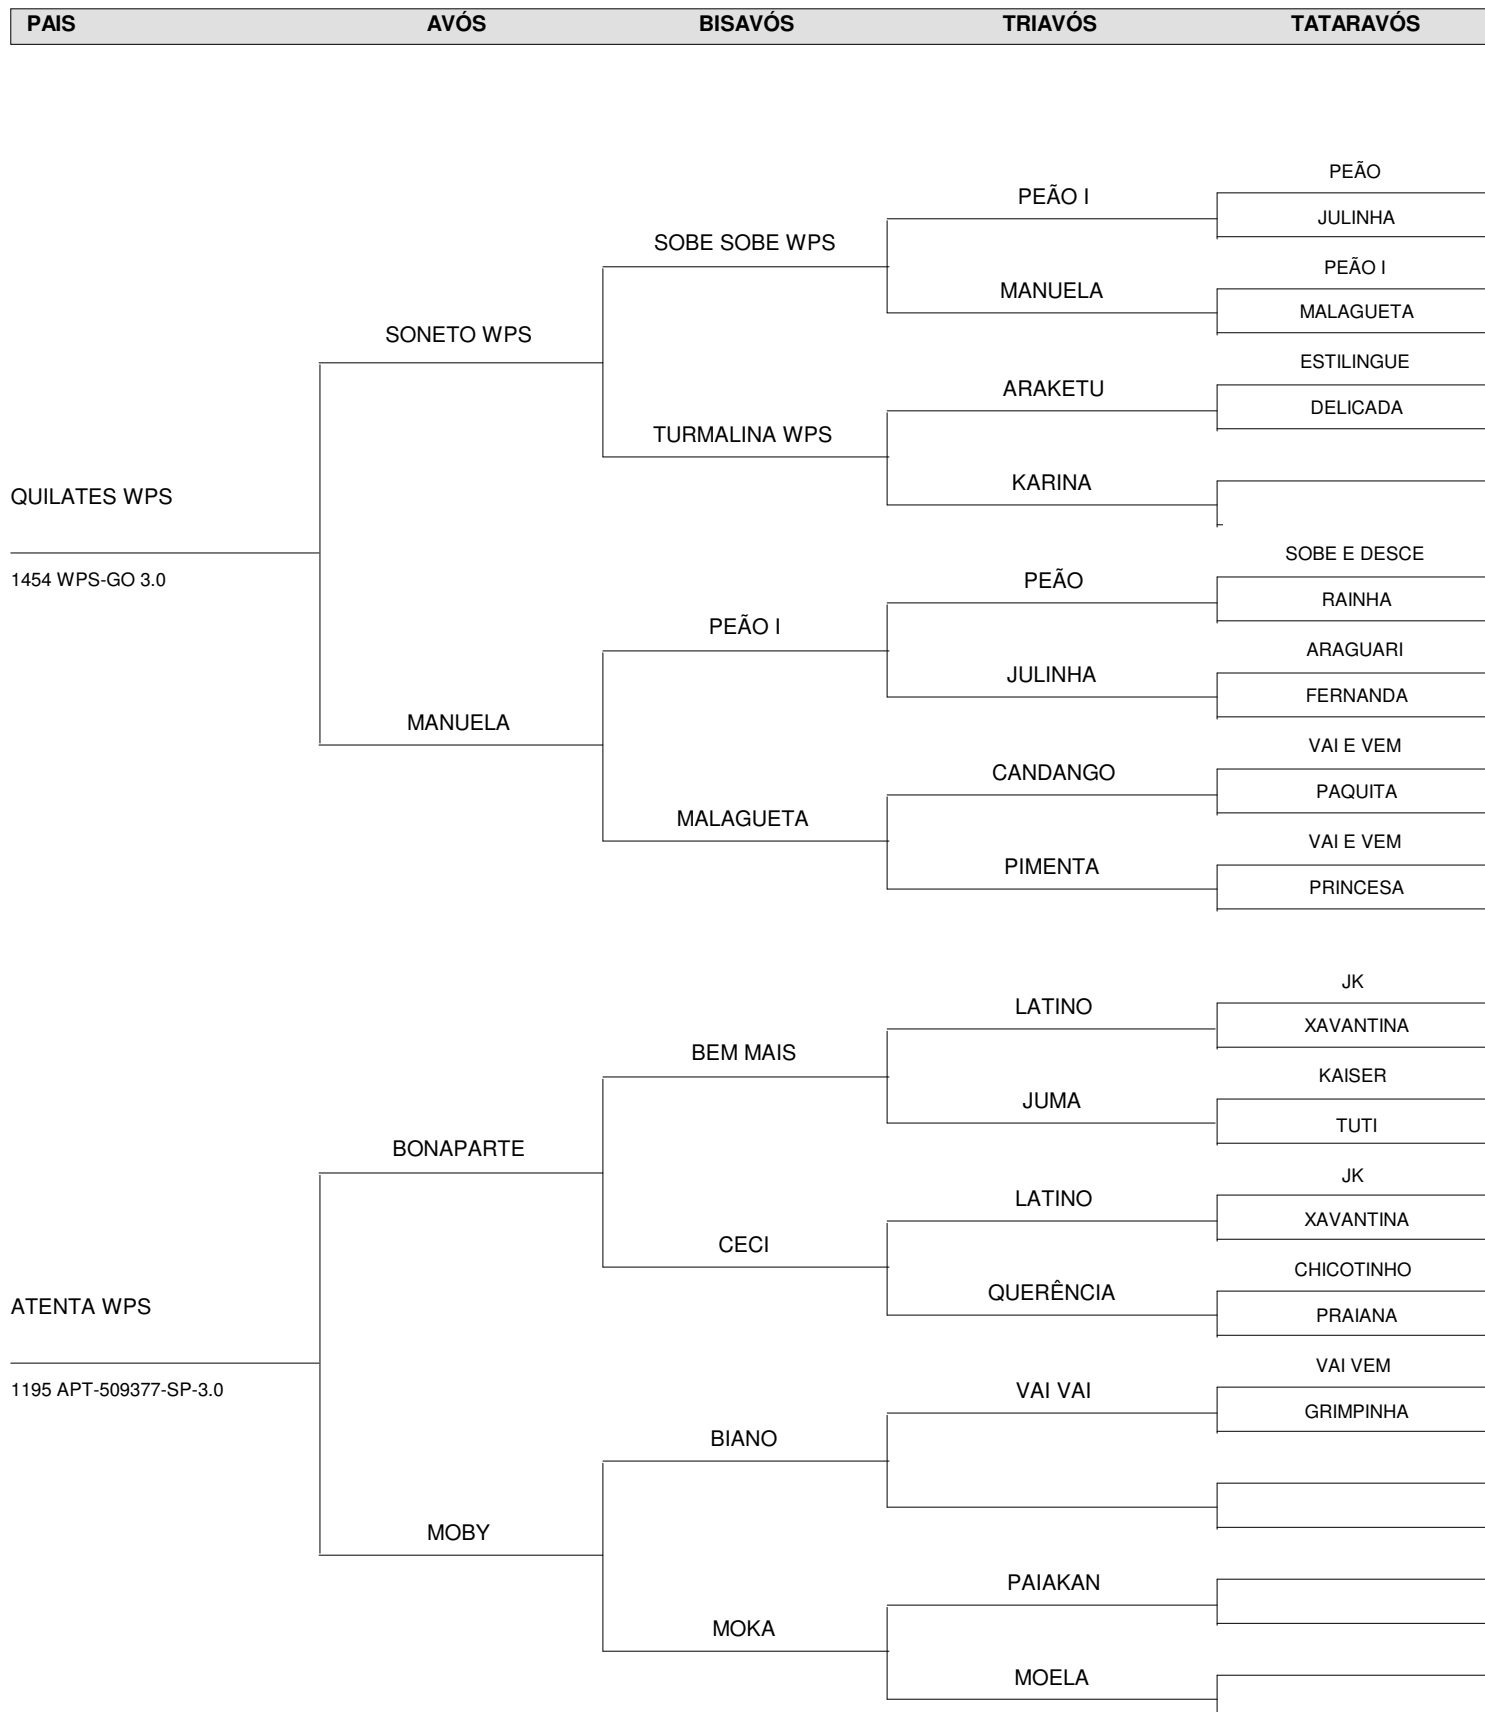 PAIS AVÓS BISAVÓS TRIAVÓS TATARAVÓS
PEÃO
PEÃO I
JULINHA
SOBE SOBE WPS
PEÃO I
MANUELA
MALAGUETA
SONETO WPS
ESTILINGUE
ARAKETU
DELICADA
TURMALINA WPS
KARINA
QUILATES WPS
SOBE E DESCE
1454 WPS-GO 3.0
PEÃO
RAINHA
PEÃO I
ARAGUARI
JULINHA
FERNANDA
MANUELA
VAI E VEM
CANDANGO
PAQUITA
MALAGUETA
VAI E VEM
PIMENTA
PRINCESA
JK
LATINO
XAVANTINA
BEM MAIS
KAISER
JUMA
TUTI
BONAPARTE
JK
LATINO
XAVANTINA
CECI
CHICOTINHO
QUERÊNCIA
PRAIANA
ATENTA WPS
VAI VEM
1195 APT-509377-SP-3.0
VAI VAI
GRIMPINHA
BIANO
MOBY
PAIAKAN
MOKA
MOELA